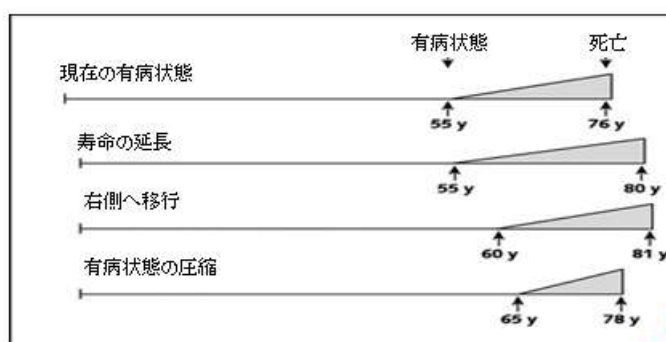 有病状態 死亡
現在の有病状態
55 y 76 y
寿命の延長
55 y 80 y
右側へ移行
60 y 81 y
有病状態の圧縮
65 y 78 y